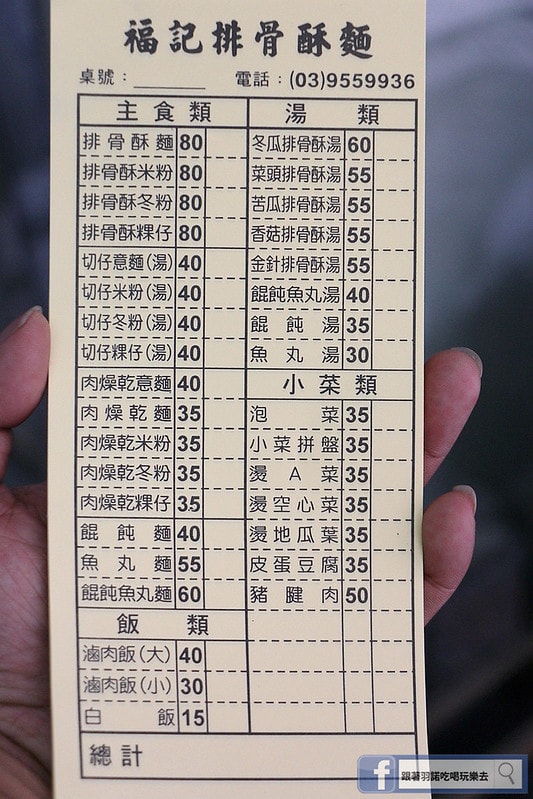 福記排骨酥麵
桌號： 電話：(03)9559936
主食類
排骨酥麵 80
排骨酥米粉 80
排骨酥冬粉 80
排骨酥粿仔 80
切仔意麵(湯) 40
切仔米粉(湯) 40
切仔冬粉(湯) 40
切仔粿仔(湯) 40
肉燥乾意麵 40
肉燥乾麵 35
肉燥乾米粉 35
肉燥乾冬粉 35
肉燥乾粿仔 35
餛飩麵 40
魚丸麵 55
餛飩魚丸麵 60
飯類
滷肉飯(大) 40
滷肉飯(小) 30
白飯 15
湯類
冬瓜排骨酥湯 60
菜頭排骨酥湯 55
苦瓜排骨酥湯 55
香菇排骨酥湯 55
金針排骨酥湯 55
餛飩魚丸湯 40
餛飩湯 35
魚丸湯 30
小菜類
泡菜 35
小菜拼盤 35
燙A菜 35
燙空心菜 35
燙地瓜葉 35
皮蛋豆腐 35
豬腱肉 50
總計
f 跟著羽諾吃喝玩樂去